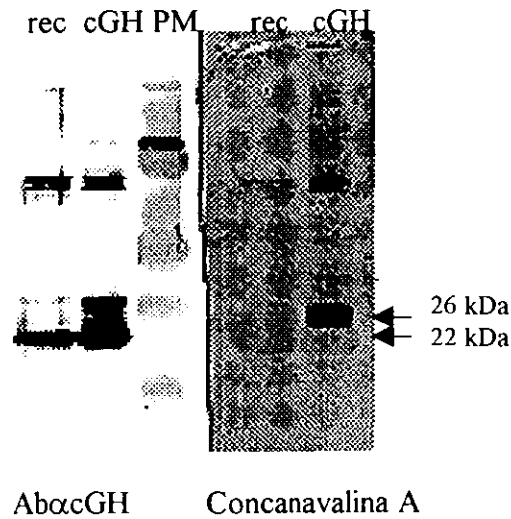 rec cGH PM rec cGH
26 kDa
22 kDa
AbαcGH Concanavalina A